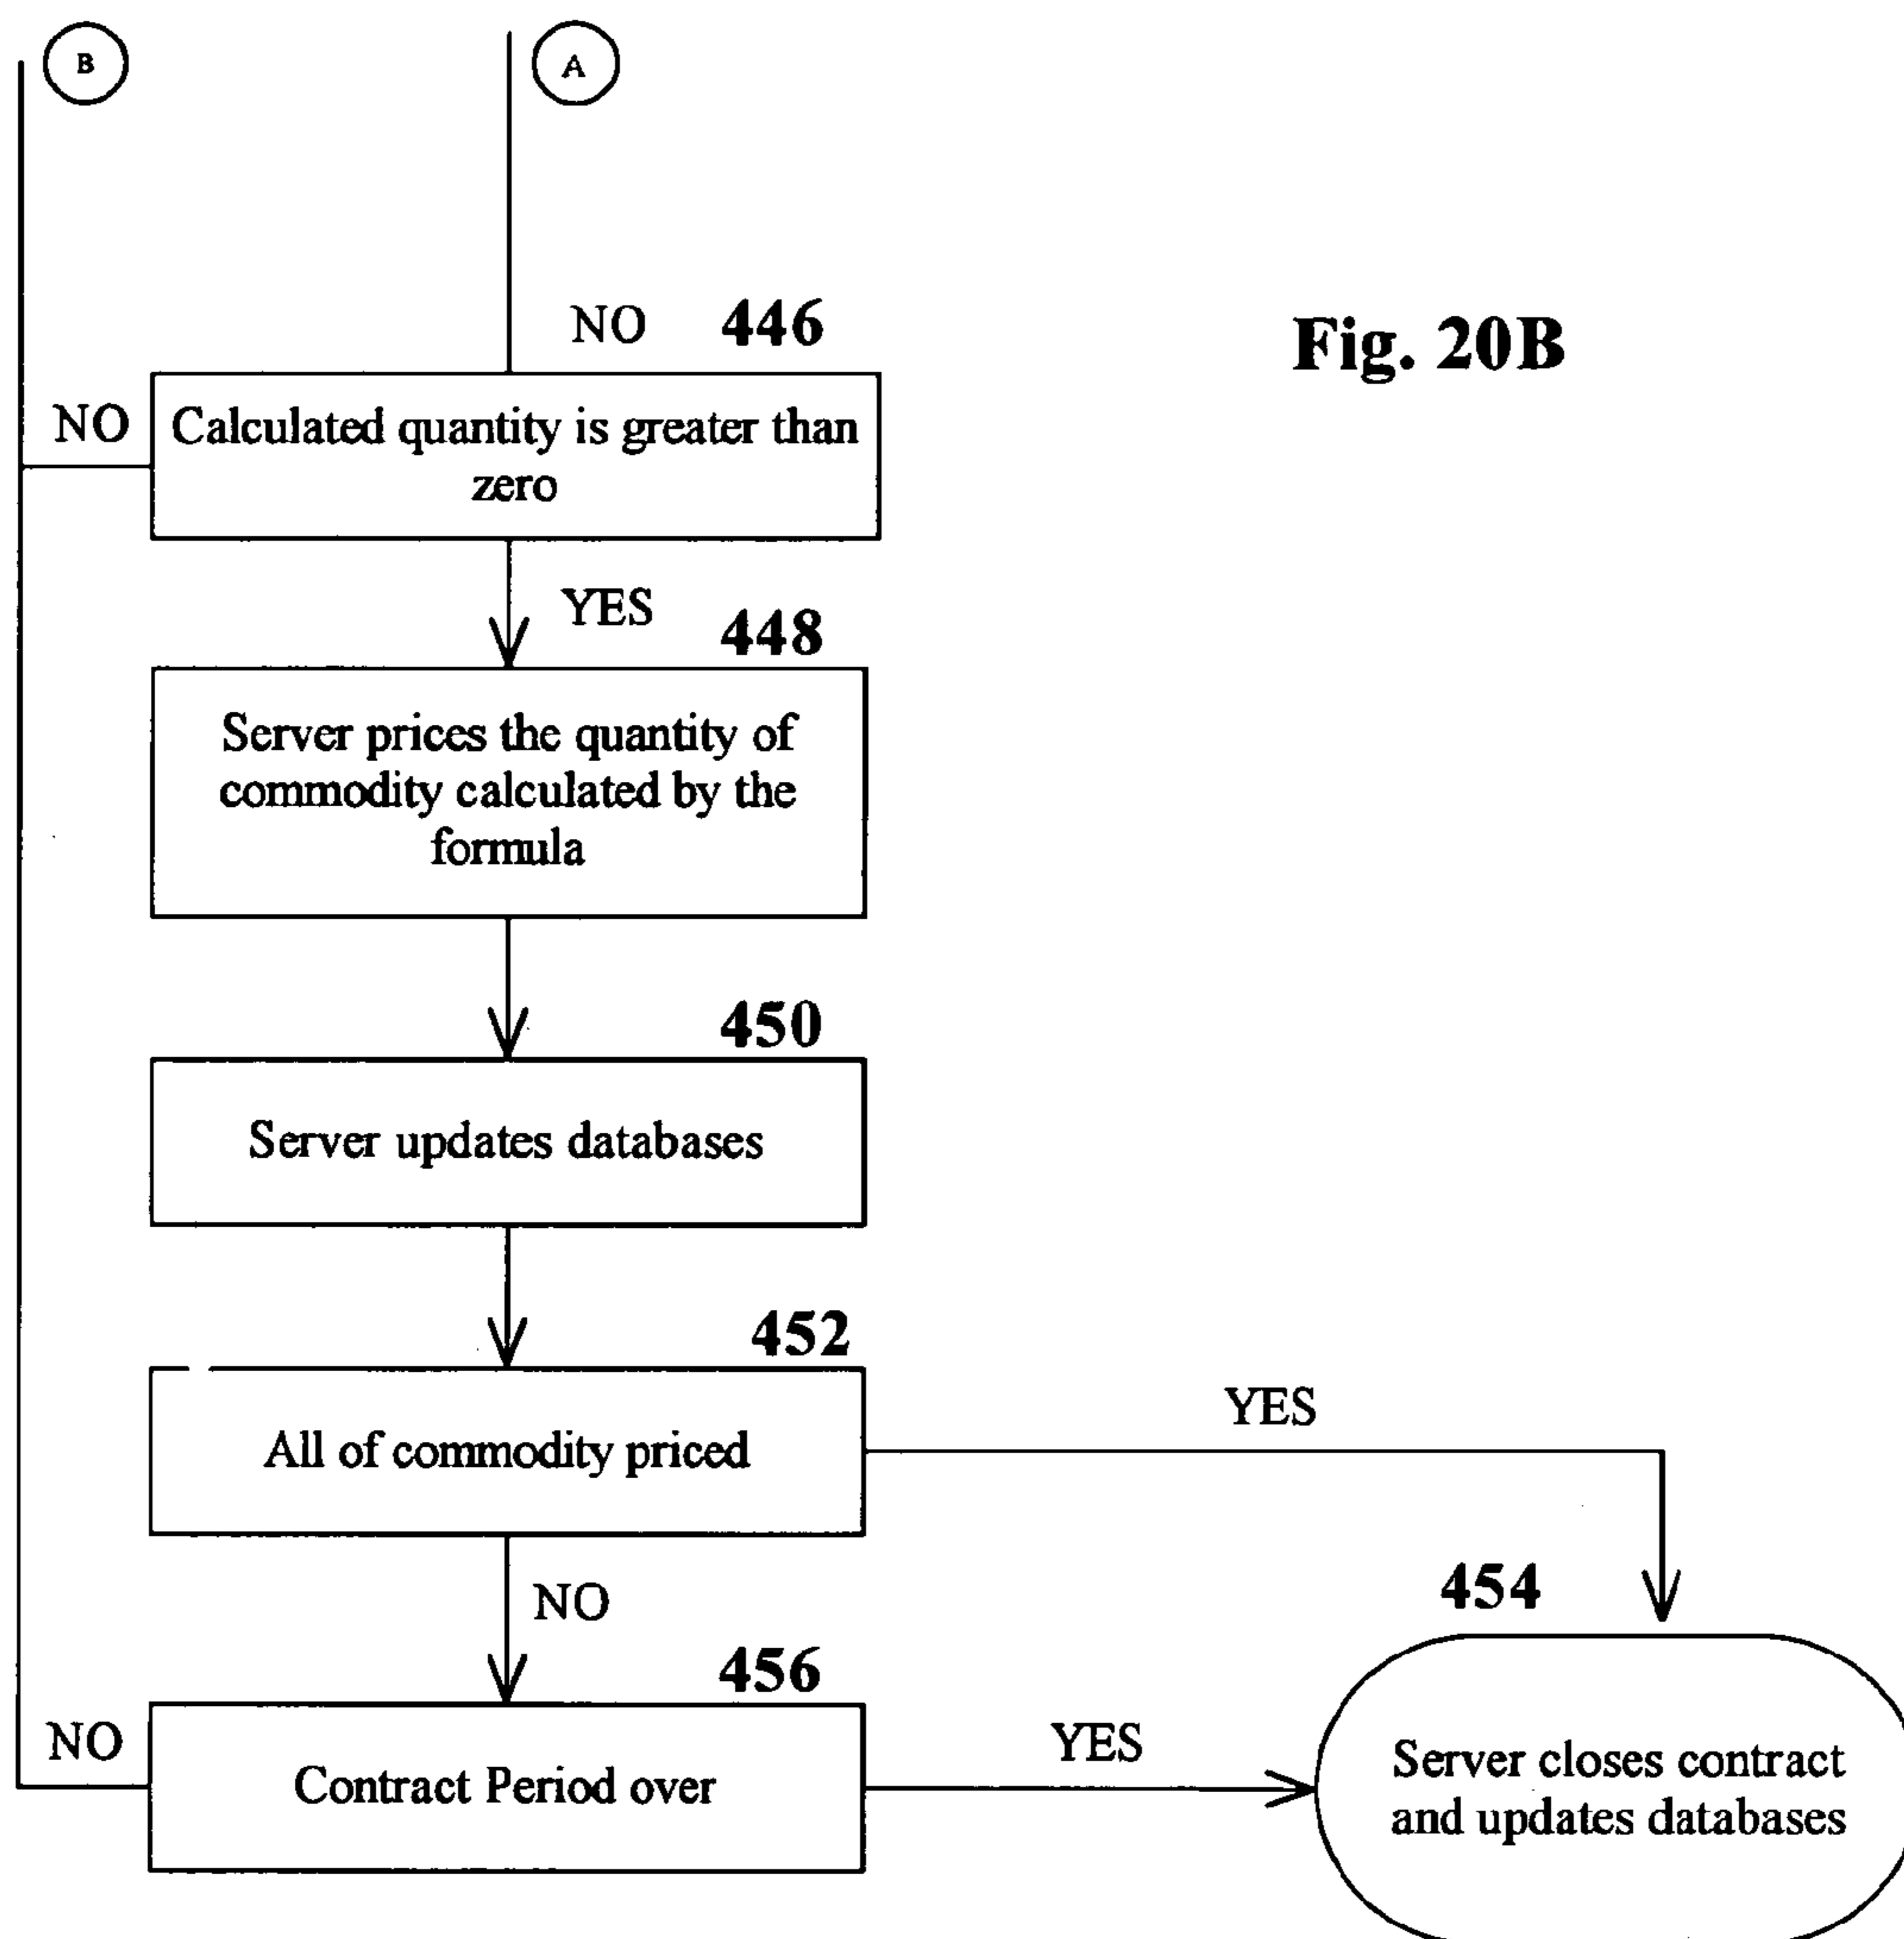 B
A
NO
446
Fig. 20B
NO
Calculated quantity is greater than
zero
YES
448
Server prices the quantity of
commodity calculated by the
formula
450
Server updates databases
452
YES
All of commodity priced
NO
454
456
NO
YES
Contract Period over
Server closes contract
and updates databases